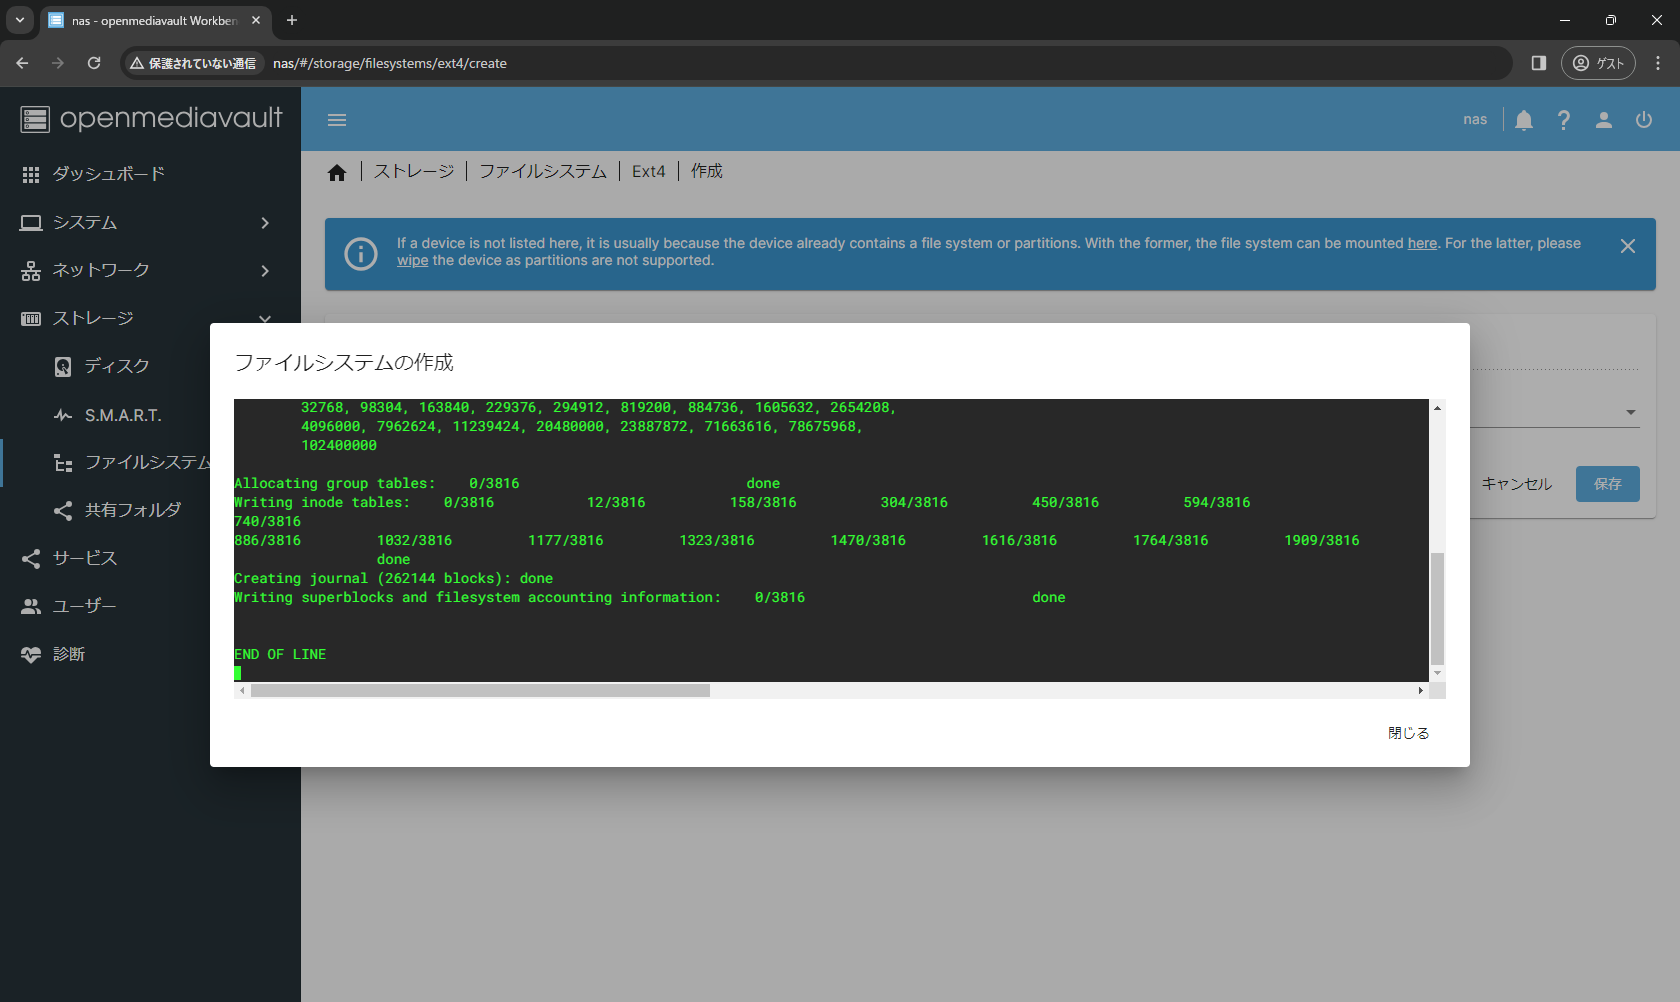 nas - openmediavault Workben
保護されていない通信
nas/#/storage/filesystems/ext4/create
ゲスト
openmediavault
nas
ダッシュボード
システム
ネットワーク
ストレージ
ディスク
S.M.A.R.T.
ファイルシステム
共有フォルダ
サービス
ユーザー
診断
ストレージ
ファイルシステム
Ext4
作成
If a device is not listed here, it is usually because the device already contains a file system or partitions. With the former, the file system can be mounted here. For the latter, please
wipe the device as partitions are not supported.
キャンセル
保存
ファイルシステムの作成
32768, 98304, 163840, 229376, 294912, 819200, 884736, 1605632, 2654208,
4096000, 7962624, 11239424, 20480000, 23887872, 71663616, 78675968,
102400000
Allocating group tables: 0/3816 done
Writing inode tables: 0/3816 12/3816 158/3816 304/3816 450/3816 594/3816
740/3816
886/3816 1032/3816 1177/3816 1323/3816 1470/3816 1616/3816 1764/3816 1909/3816
done
Creating journal (262144 blocks): done
Writing superblocks and filesystem accounting information: 0/3816 done
END OF LINE
閉じる